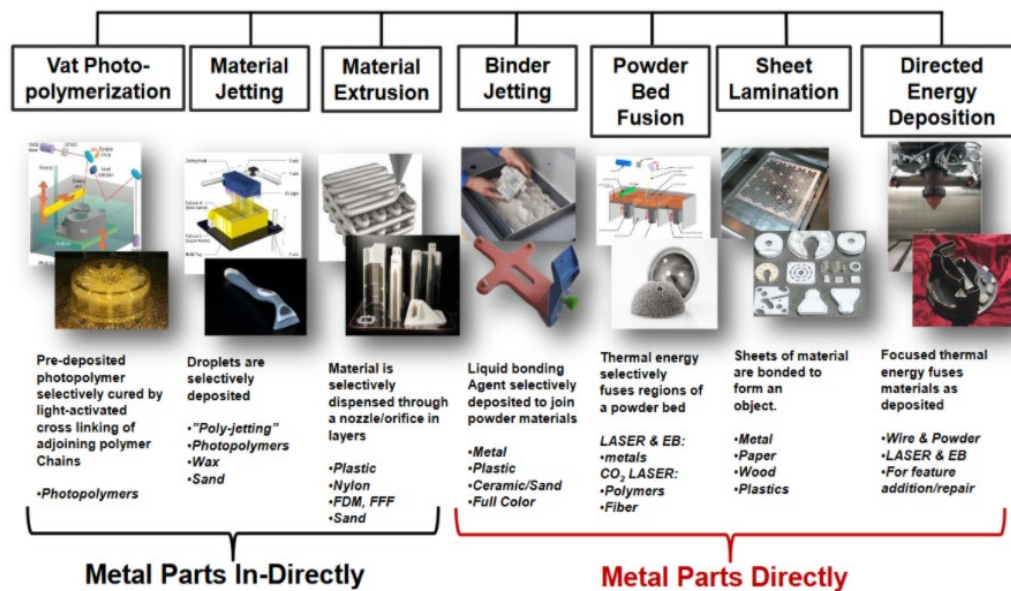 Vat Photo-
polymerization
Material
Jetting
Material
Extrusion
Binder
Jetting
Powder
Bed
Fusion
Sheet
Lamination
Directed
Energy
Deposition
Pre-deposited
photopolymer
selectively cured by
light-activated
cross linking of
adjoining polymer
Chains
•Photopolymers
Droplets are
selectively
deposited
•"Poly-jetting"
•Photopolymers
•Wax
•Sand
Material is
selectively
dispensed through
a nozzle/orifice in
layers
•Plastic
•Nylon
•FDM, FFF
•Sand
Liquid bonding
Agent selectively
deposited to join
powder materials
•Metal
•Plastic
•Ceramic/Sand
•Full Color
Thermal energy
selectively
fuses regions of
a powder bed
LASER & EB:
•metals
CO₂ LASER:
•Polymers
•Fiber
Sheets of material
are bonded to
form an
object.
•Metal
•Paper
•Wood
•Plastics
Focused thermal
energy fuses
materials as
deposited
•Wire & Powder
•LASER & EB
•For feature
addition/repair
Metal Parts In-Directly
Metal Parts Directly